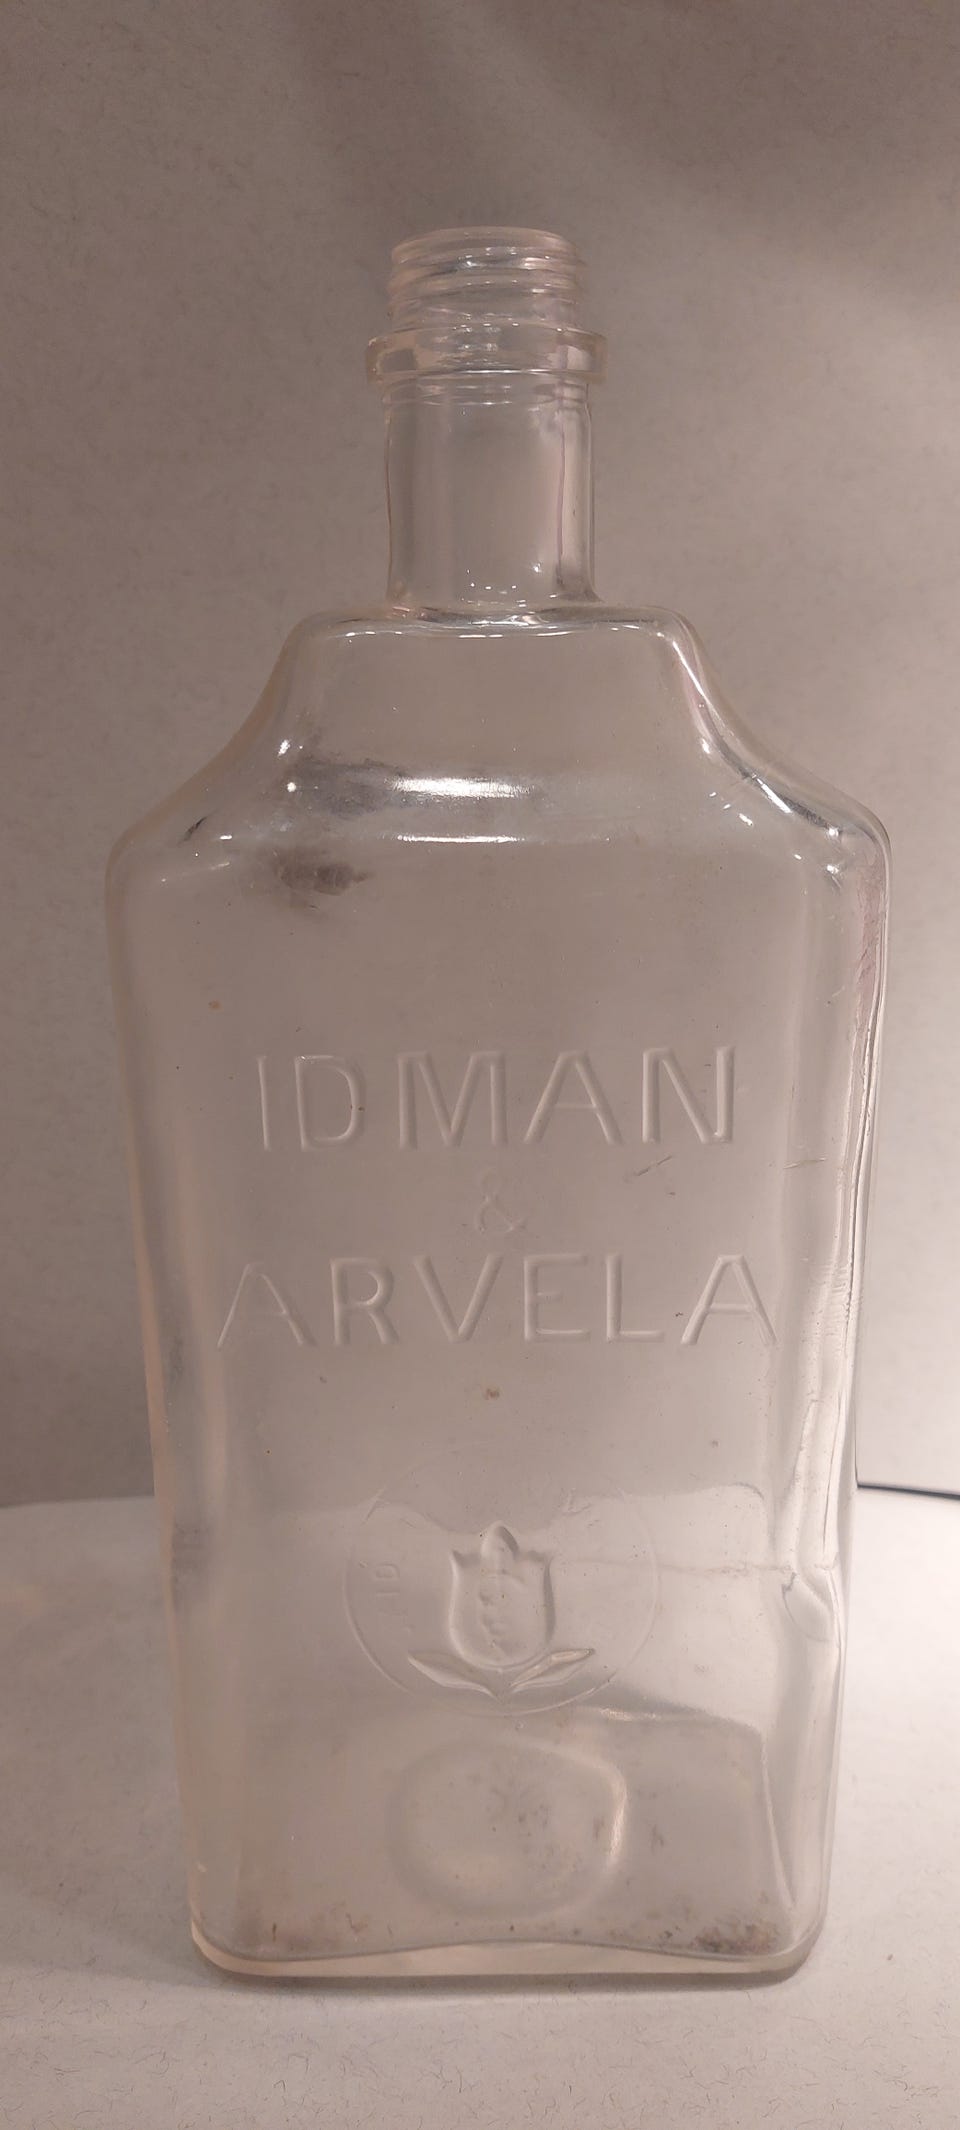 IDMAN
&
ARVELA